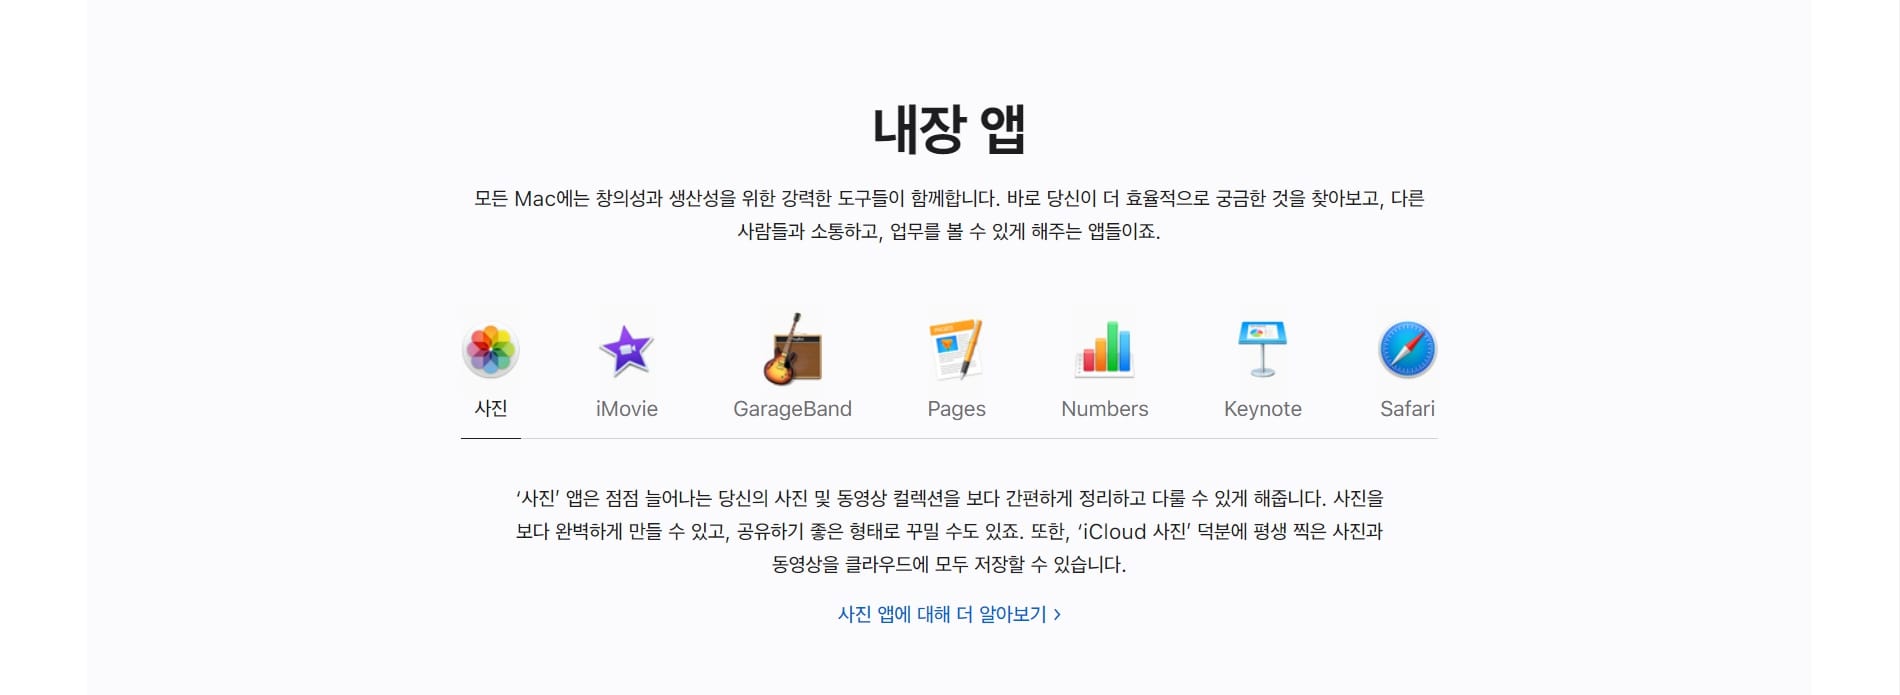 내장 앱
모든 Mac에는 창의성과 생산성을 위한 강력한 도구들이 함께합니다. 바로 당신이 더 효율적으로 궁금한 것을 찾아보고, 다른
사람들과 소통하고, 업무를 볼 수 있게 해주는 앱들이죠.
사진 iMovie GarageBand Pages Numbers Keynote Safari
‘사진’ 앱은 점점 늘어나는 당신의 사진 및 동영상 컬렉션을 보다 간편하게 정리하고 다룰 수 있게 해줍니다. 사진을
보다 완벽하게 만들 수 있고, 공유하기 좋은 형태로 꾸밀 수도 있죠. 또한, ‘iCloud 사진’ 덕분에 평생 찍은 사진과
동영상을 클라우드에 모두 저장할 수 있습니다.
사진 앱에 대해 더 알아보기 >